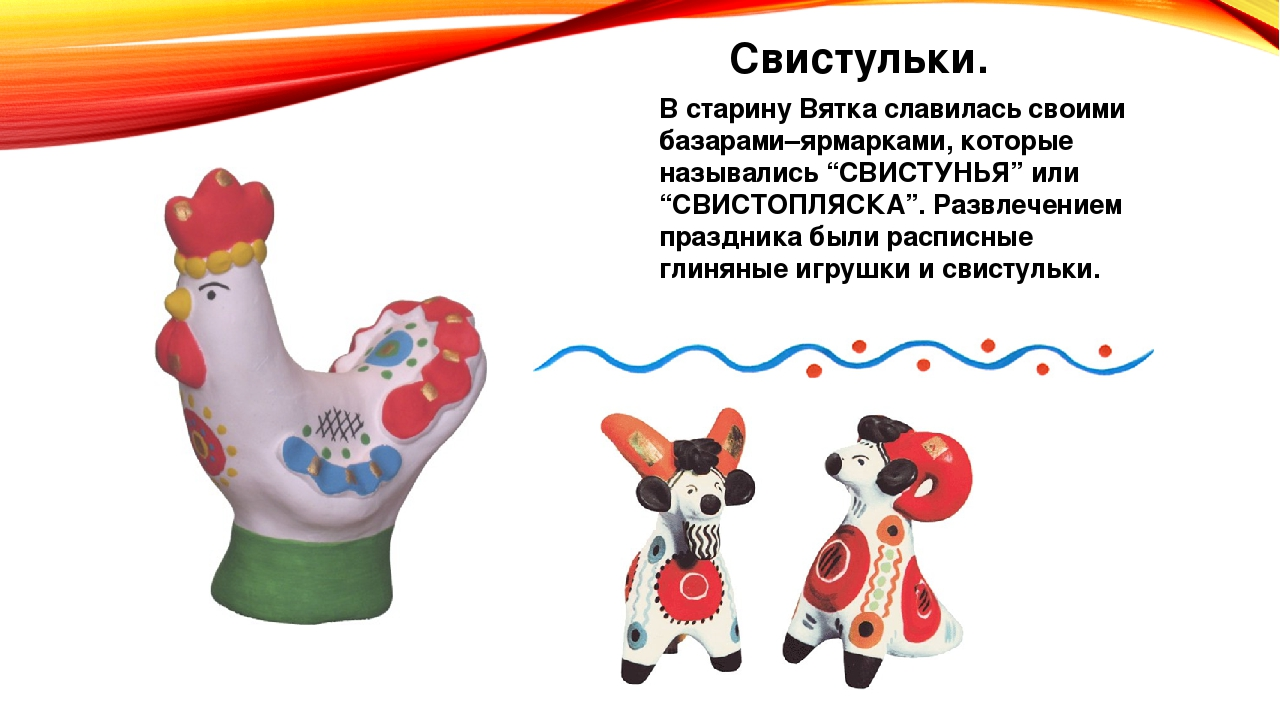 Свистульки.
В старину Вятка славилась своими
базарами–ярмарками, которые
назывались “СВИСТУНЬЯ” или
“СВИСТОПЛЯСКА”. Развлечением
праздника были расписные
глиняные игрушки и свистульки.